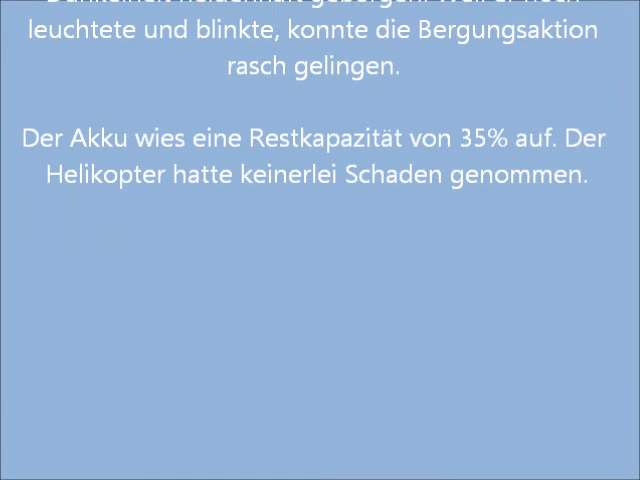 leuchtete und blinkte, konnte die Bergungsaktion
rasch gelingen.
Der Akku wies eine Restkapazität von 35% auf. Der
Helikopter hatte keinerlei Schaden genommen.